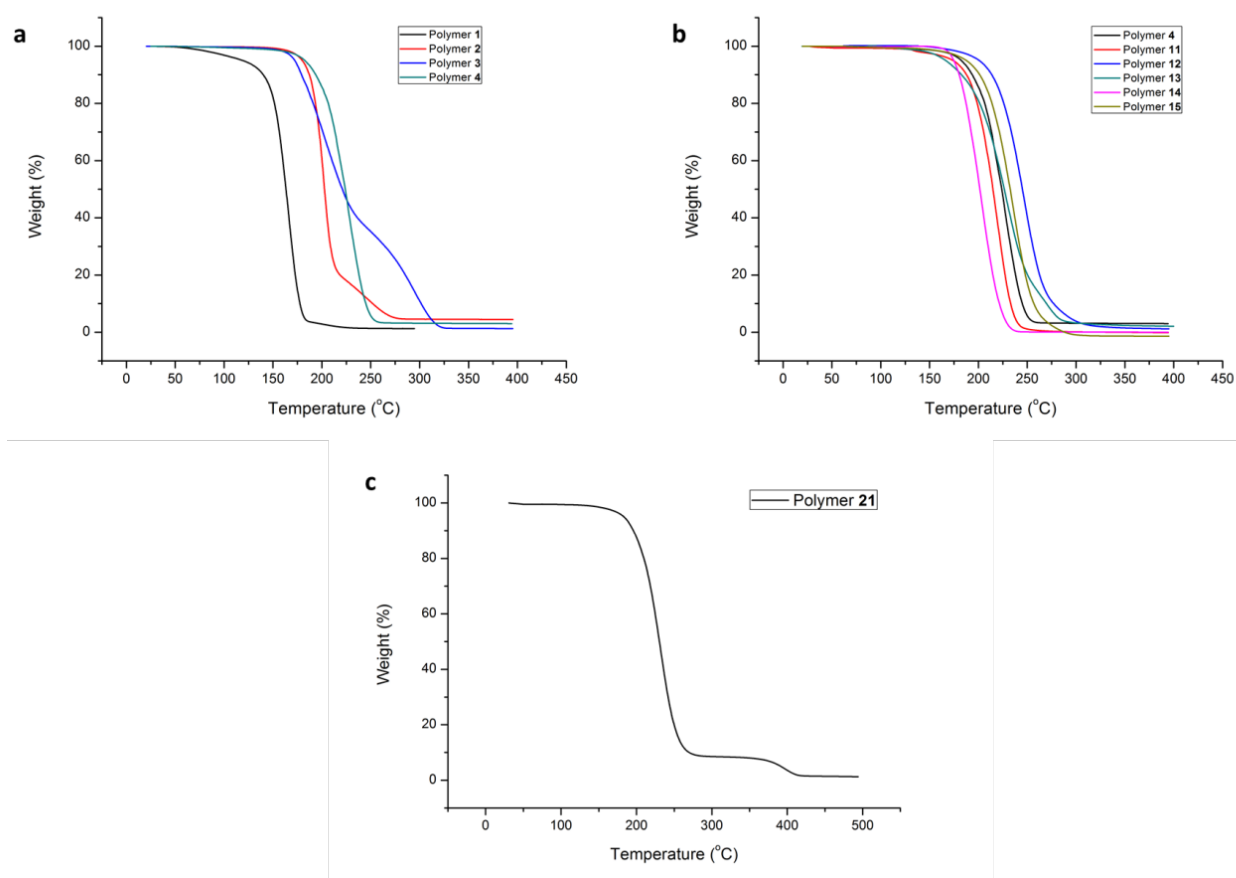 a
Polymer 1
Polymer 2
Polymer 3
Polymer 4
100
80
60
40
20
0
Weight (%)
0 50 100 150 200 250 300 350 400 450
Temperature (°C)
b
Polymer 4
Polymer 11
Polymer 12
Polymer 13
Polymer 14
Polymer 15
100
80
60
40
20
0
Weight (%)
0 50 100 150 200 250 300 350 400 450
Temperature (°C)
c
Polymer 21
100
80
60
40
20
0
Weight (%)
0 100 200 300 400 500
Temperature (°C)